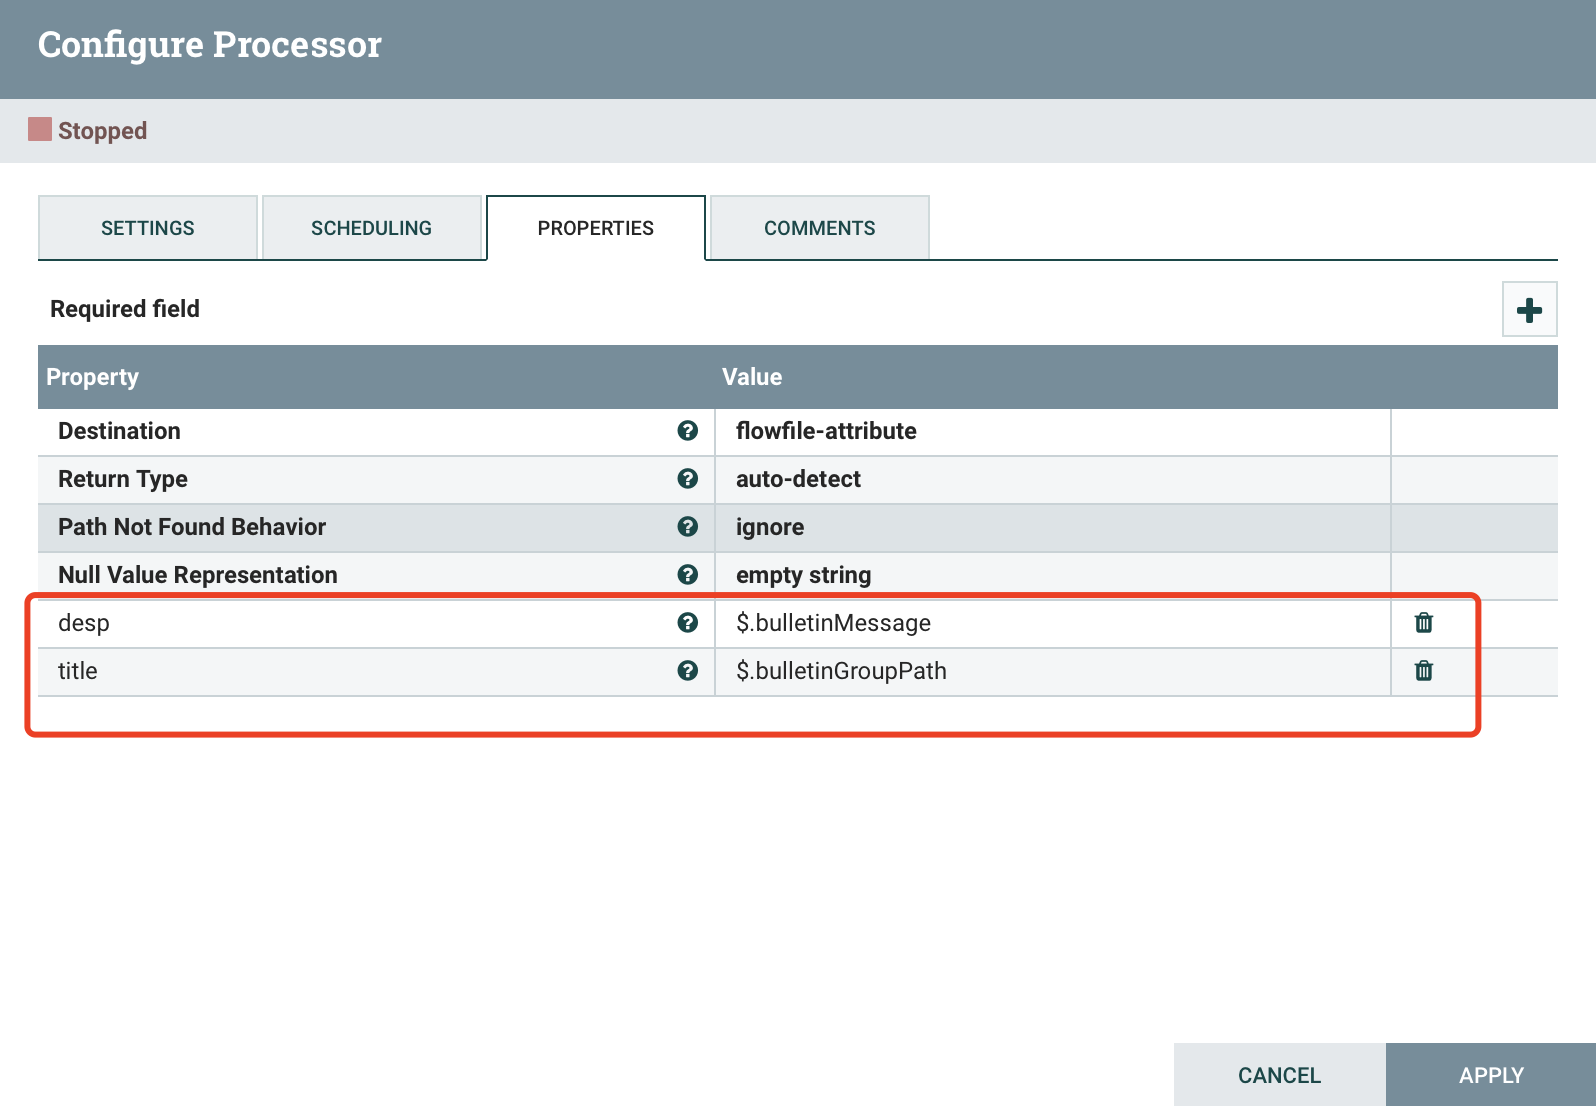 Configure Processor
Stopped
SETTINGS SCHEDULING PROPERTIES COMMENTS
Required field
Property Value
Destination flowfile-attribute
Return Type auto-detect
Path Not Found Behavior ignore
Null Value Representation empty string
desp $.bulletinMessage
title $.bulletinGroupPath
CANCEL APPLY